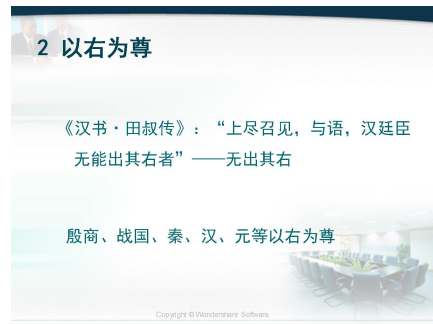 2 以右为尊
《汉书·田叔传》：“上尽召见，与语，汉廷臣
无能出其右者”——无出其右
殷商、战国、秦、汉、元等以右为尊
Copyright © Wondershare Software